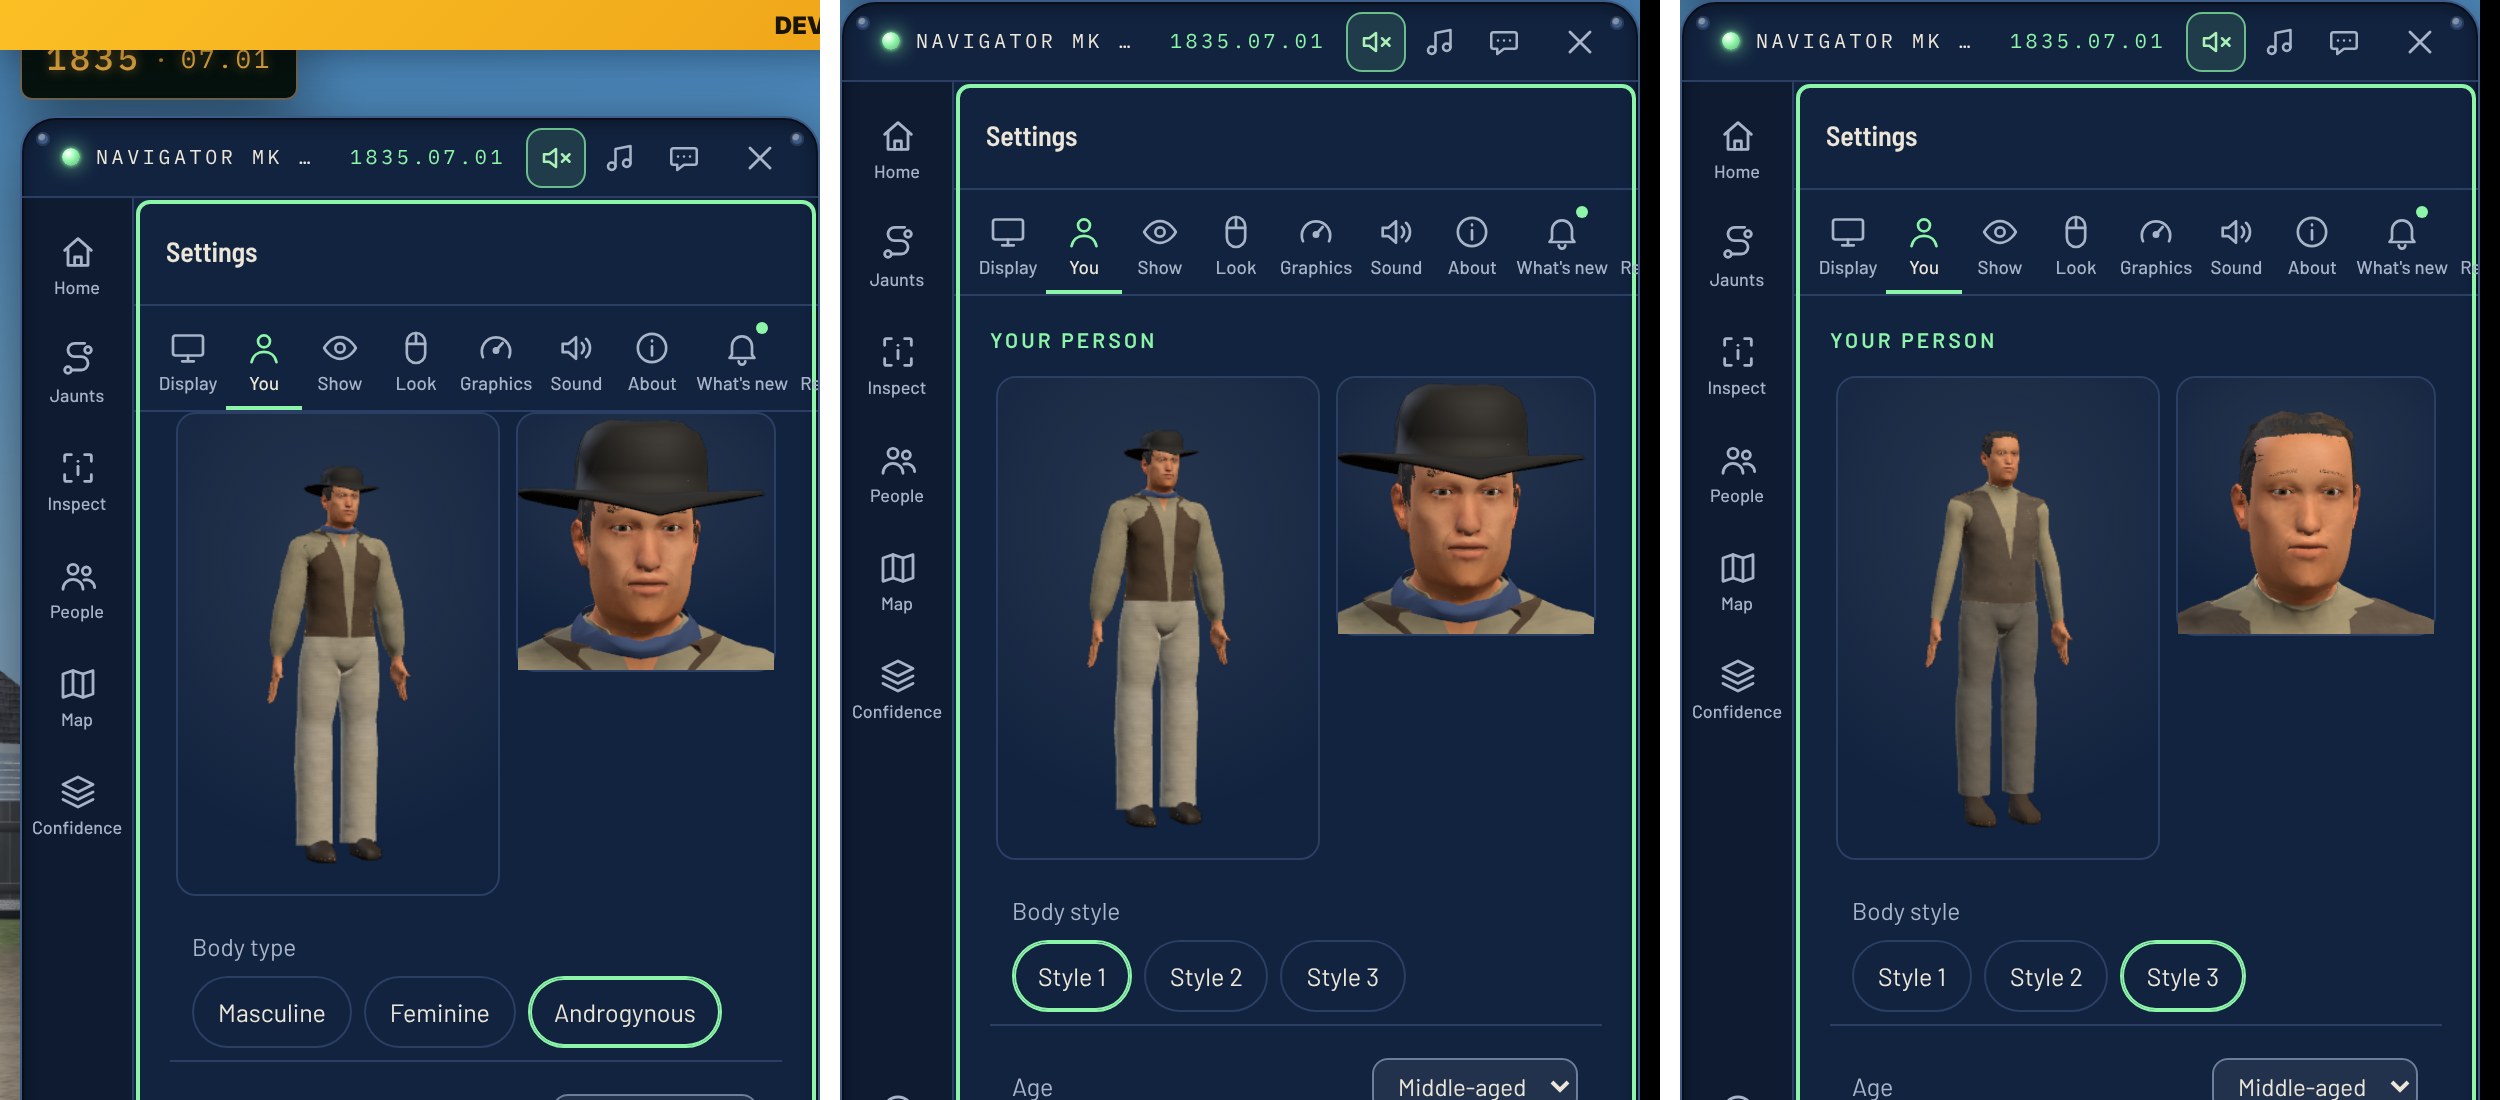 1835 · 07.01
NAVIGATOR MK … 1835.07.01
Settings
Display You Show Look Graphics Sound About What's new
Home
Jaunts
Inspect
People
Map
Confidence
Body type
Masculine Feminine Androgynous
NAVIGATOR MK … 1835.07.01
Settings
Display You Show Look Graphics Sound About What's new
Home
Jaunts
Inspect
People
Map
Confidence
YOUR PERSON
Body style
Style 1 Style 2 Style 3
Age Middle-aged
NAVIGATOR MK … 1835.07.01
Settings
Display You Show Look Graphics Sound About What's new
Home
Jaunts
Inspect
People
Map
Confidence
YOUR PERSON
Body style
Style 1 Style 2 Style 3
Age Middle-aged